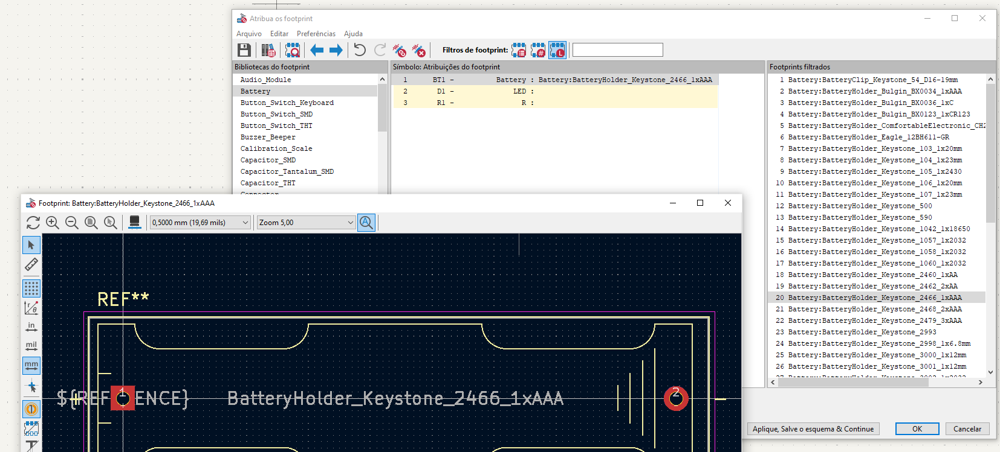 Atribua os footprint
Arquivo Editar Preferências Ajuda
Filtros de footprint:
Bibliotecas do footprint
Audio_Module
Battery
Button_Switch_Keyboard
Button_Switch_SMD
Button_Switch_THT
Buzzer_Beeper
Calibration_Scale
Capacitor_SMD
Capacitor_Tantalum_SMD
Capacitor_THT
Símbolo: Atribuições do footprint
1 BT1 - Battery : Battery:BatteryHolder_Keystone_2466_1xAAA
2 D1 - LED :
3 R1 - R :
Footprints filtrados
1 Battery:BatteryClip_Keystone_54_D16-19mm
2 Battery:BatteryHolder_Bulgin_BX0034_1xAAA
3 Battery:BatteryHolder_Bulgin_BX0036_1xC
4 Battery:BatteryHolder_Bulgin_BX0123_1xCR123
5 Battery:BatteryHolder_ComfortableElectronic_CH2
6 Battery:BatteryHolder_Eagle_12BH611-GR
7 Battery:BatteryHolder_Keystone_103_1x20mm
8 Battery:BatteryHolder_Keystone_104_1x23mm
9 Battery:BatteryHolder_Keystone_105_1x2430
10 Battery:BatteryHolder_Keystone_106_1x20mm
11 Battery:BatteryHolder_Keystone_107_1x23mm
12 Battery:BatteryHolder_Keystone_500
13 Battery:BatteryHolder_Keystone_590
14 Battery:BatteryHolder_Keystone_1042_1x18650
15 Battery:BatteryHolder_Keystone_1057_1x2032
16 Battery:BatteryHolder_Keystone_1058_1x2032
17 Battery:BatteryHolder_Keystone_1060_1x2032
18 Battery:BatteryHolder_Keystone_2460_1xAA
19 Battery:BatteryHolder_Keystone_2462_2xAA
20 Battery:BatteryHolder_Keystone_2466_1xAAA
21 Battery:BatteryHolder_Keystone_2468_2xAAA
22 Battery:BatteryHolder_Keystone_2479_3xAAA
23 Battery:BatteryHolder_Keystone_2993
24 Battery:BatteryHolder_Keystone_2998_1x6.8mm
25 Battery:BatteryHolder_Keystone_3000_1x12mm
26 Battery:BatteryHolder_Keystone_3001_1x12mm
Aplique, Salve o esquema & Continue OK Cancelar
Footprint: Battery:BatteryHolder_Keystone_2466_1xAAA
0,5000 mm (19,69 mils) Zoom 5,00
in
mil
mm
REF**
1
2
${REFERENCE} BatteryHolder_Keystone_2466_1xAAA